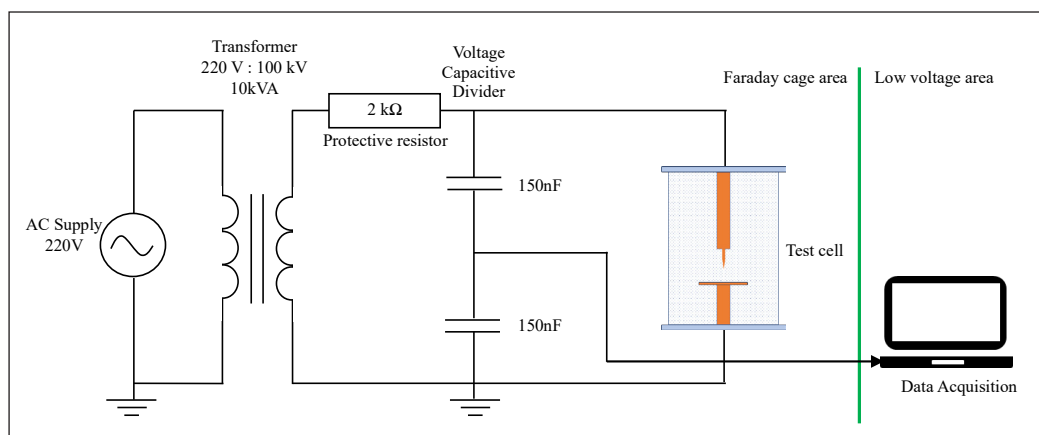 Transformer
220 V : 100 kV
10kVA
Voltage
Capacitive
Divider
Faraday cage area
Low voltage area
2 kΩ
Protective resistor
150nF
AC Supply
220V
Test cell
150nF
Data Acquisition